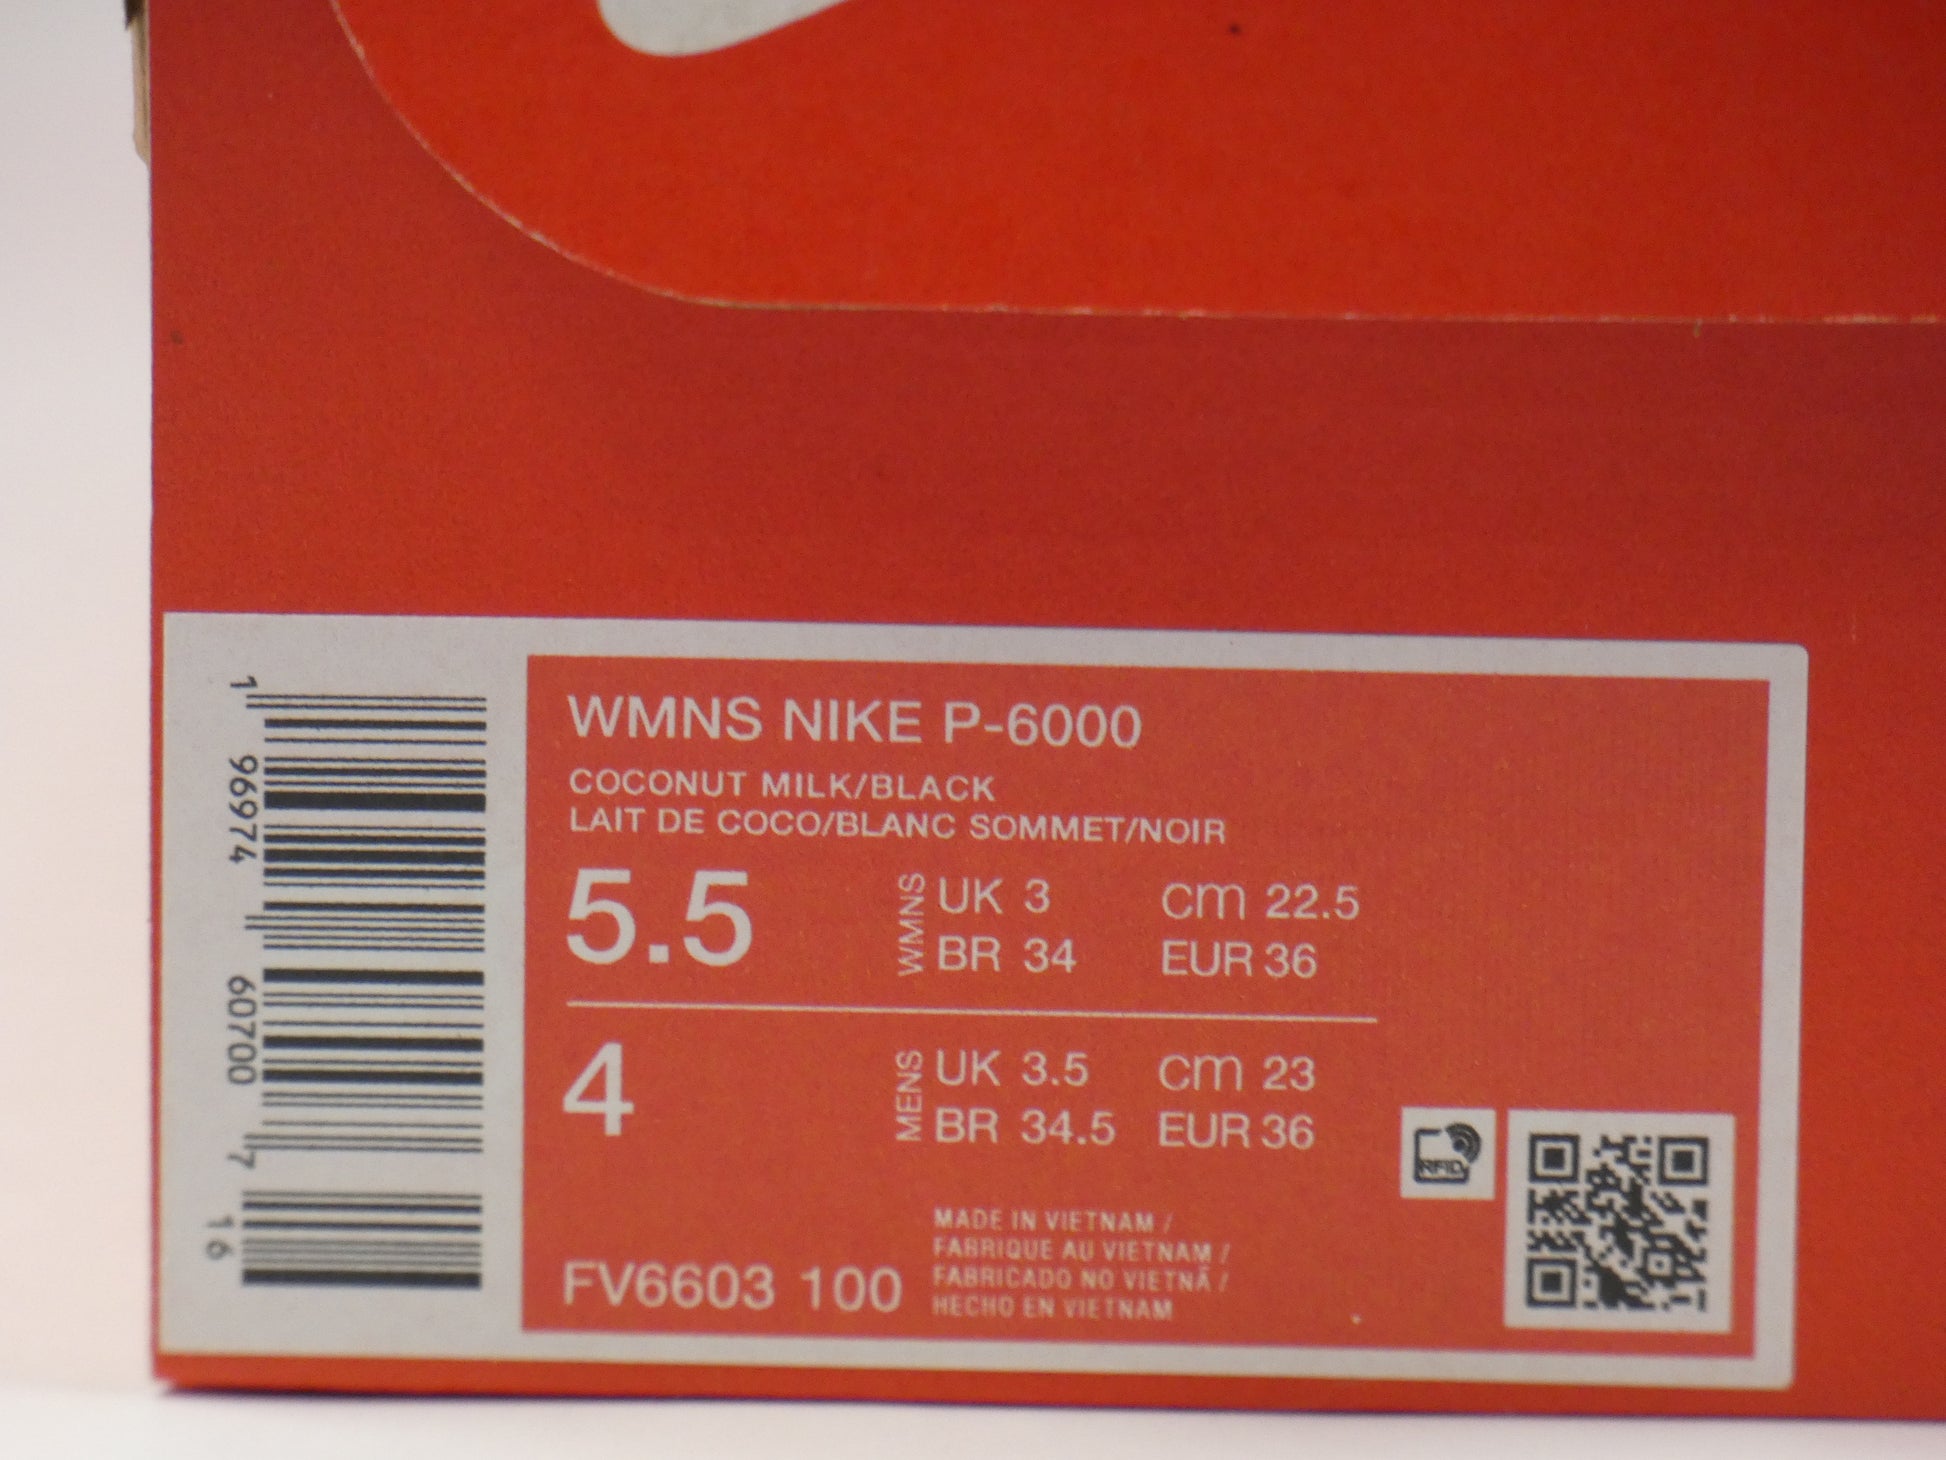 1 96974 60700 7
16
WMNS NIKE P-6000
COCONUT MILK/BLACK
LAIT DE COCO/BLANC SOMMET/NOIR
5.5 WMNS UK 3 cm 22.5
BR 34 EUR 36
4 MENS UK 3.5 cm 23
BR 34.5 EUR 36
RFID
MADE IN VIETNAM /
FABRIQUE AU VIETNAM /
FABRICADO NO VIETNÃ /
HECHO EN VIETNAM
FV6603 100